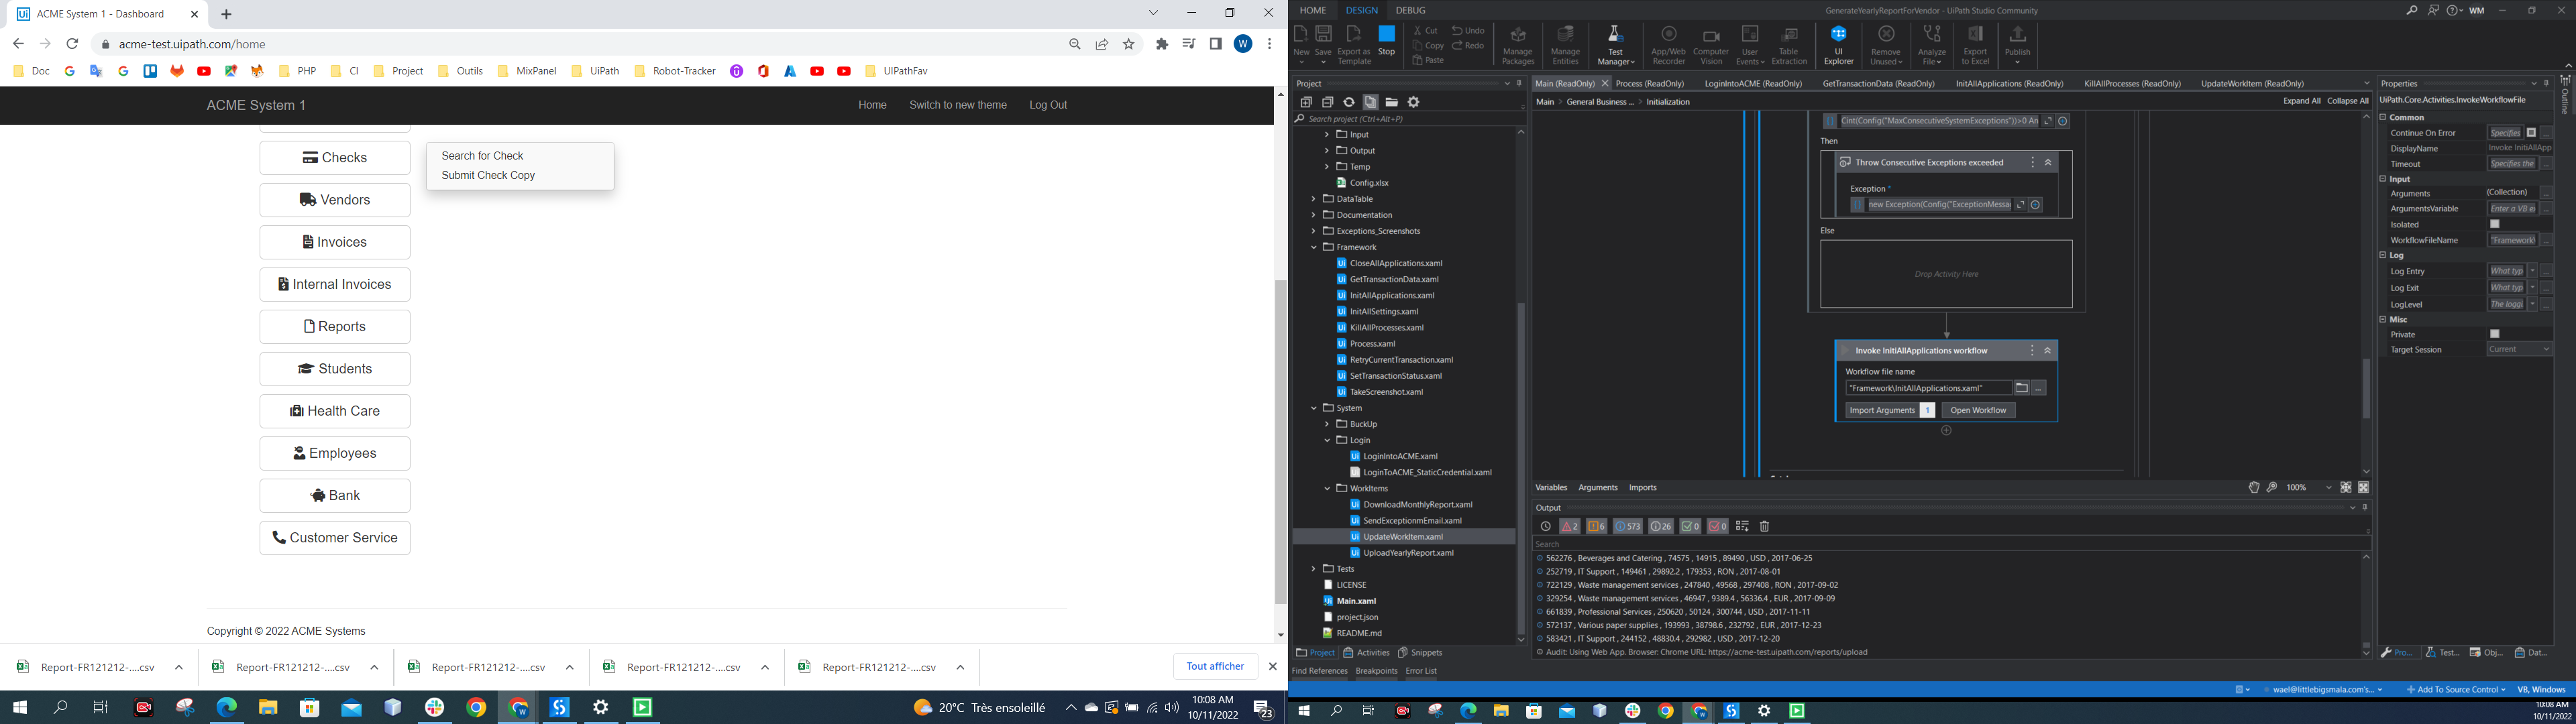 ACME System 1 - Dashboard
acme-test.uipath.com/home
Doc
PHP
CI
Project
Outils
MixPanel
UiPath
Robot-Tracker
UIPathFav
ACME System 1
Home
Switch to new theme
Log Out
Checks
Search for Check
Submit Check Copy
Vendors
Invoices
Internal Invoices
Reports
Students
Health Care
Employees
Bank
Customer Service
Copyright © 2022 ACME Systems
Report-FR121212-....csv
Report-FR121212-....csv
Report-FR121212-....csv
Report-FR121212-....csv
Report-FR121212-....csv
Tout afficher
20°C Très ensoleillé
10:08 AM
10/11/2022
23
HOME
DESIGN
DEBUG
GenerateYearlyReportForVendor - UiPath Studio Community
WM
New
Save
Export as Template
Stop
Cut
Copy
Paste
Undo
Redo
Manage Packages
Manage Entities
Test Manager
App/Web Recorder
Computer Vision
User Events
Table Extraction
UI Explorer
Remove Unused
Analyze File
Export to Excel
Publish
Project
Search project (Ctrl+Alt+P)
Input
Output
Temp
Config.xlsx
DataTable
Documentation
Exceptions_Screenshots
Framework
CloseAllApplications.xaml
GetTransactionData.xaml
InitAllApplications.xaml
InitAllSettings.xaml
KillAllProcesses.xaml
Process.xaml
RetryCurrentTransaction.xaml
SetTransactionStatus.xaml
TakeScreenshot.xaml
System
BuckUp
Login
LoginIntoACME.xaml
LoginToACME_StaticCredential.xaml
WorkItems
DownloadMonthlyReport.xaml
SendExceptionmEmail.xaml
UpdateWorkItem.xaml
UploadYearlyReport.xaml
Tests
LICENSE
Main.xaml
project.json
README.md
Project
Activities
Snippets
Find References
Breakpoints
Error List
Main (ReadOnly)
Process (ReadOnly)
LoginIntoACME (ReadOnly)
GetTransactionData (ReadOnly)
InitAllApplications (ReadOnly)
KillAllProcesses (ReadOnly)
UpdateWorkItem (ReadOnly)
Main > General Business ... > Initialization
Expand All
Collapse All
Cint(Config("MaxConsecutiveSystemExceptions"))>0 An
Then
Throw Consecutive Exceptions exceeded
Exception *
new Exception(Config("ExceptionMessa
Else
Drop Activity Here
Invoke InitiAllApplications workflow
Workflow file name
"Framework\InitAllApplications.xaml"
Import Arguments
1
Open Workflow
Variables
Arguments
Imports
100%
Output
2
6
573
26
0
0
Search
562276 , Beverages and Catering , 74575 , 14915 , 89490 , USD , 2017-06-25
252719 , IT Support , 149461 , 29892.2 , 179353 , RON , 2017-08-01
722129 , Waste management services , 247840 , 49568 , 297408 , RON , 2017-09-02
329254 , Waste management services , 46947 , 9389.4 , 56336.4 , EUR , 2017-09-09
661839 , Professional Services , 250620 , 50124 , 300744 , USD , 2017-11-11
572137 , Various paper supplies , 193993 , 38798.6 , 232792 , EUR , 2017-12-23
583421 , IT Support , 244152 , 48830.4 , 292982 , USD , 2017-12-20
Audit: Using Web App. Browser: Chrome URL: https://acme-test.uipath.com/reports/upload
Properties
UiPath.Core.Activities.InvokeWorkflowFile
Common
Continue On Error
Specifies
DisplayName
Invoke InitiAllApp
Timeout
Specifies the
Input
Arguments
(Collection)
ArgumentsVariable
Enter a VB e
Isolated
WorkflowFileName
"Framework\
Log
Log Entry
What typ
Log Exit
What typ
LogLevel
The loggi
Misc
Private
Target Session
Current
Pro...
Test...
Obj...
Dat...
Outline
wael@littlebigsmala.com's...
Add To Source Control
VB, Windows
10:08 AM
10/11/2022